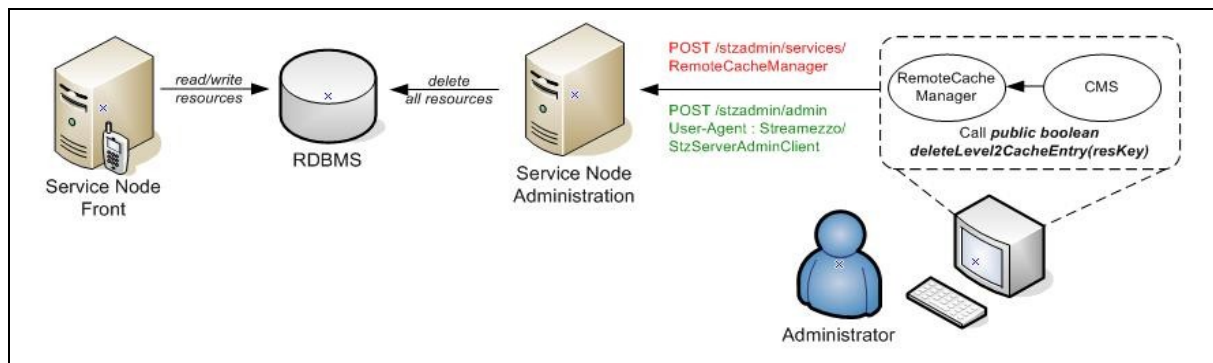 Service Node
Front
read/write
resources
RDBMS
delete
all resources
Service Node
Administration
POST /stzadmin/services/
RemoteCacheManager
POST /stzadmin/admin
User-Agent : Streamezzo/
StzServerAdminClient
RemoteCache
Manager
CMS
Call public boolean
deleteLevel2CacheEntry(resKey)
Administrator